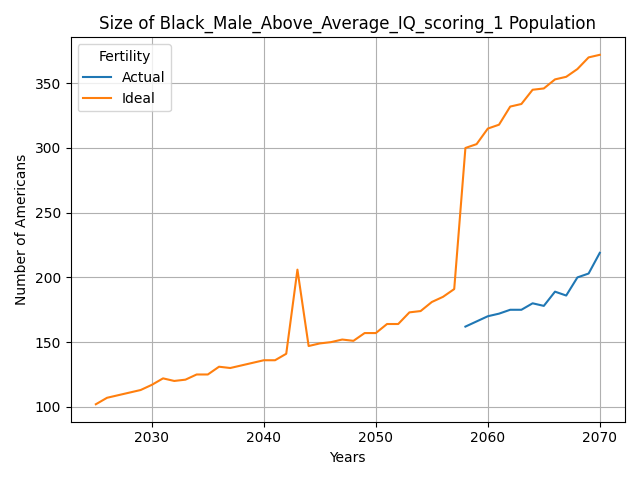 Size of Black_Male_Above_Average_IQ_scoring_1 Population
Fertility
Actual
Ideal
Number of Americans
350
300
250
200
150
100
2030
2040
2050
2060
2070
Years